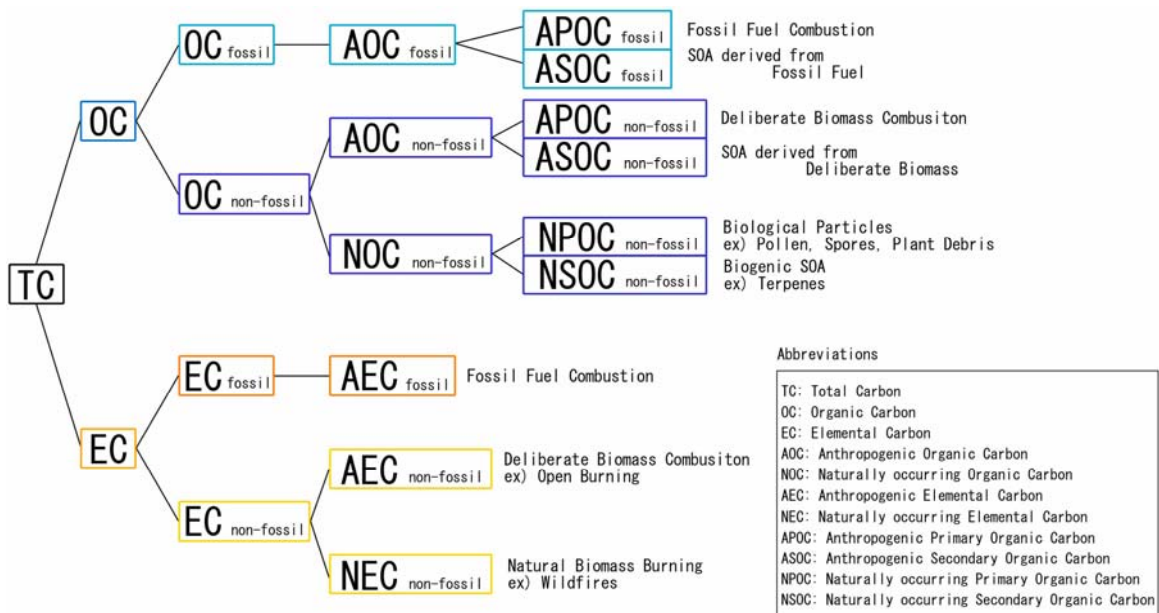 OC fossil
AOC fossil
APOC fossil
Fossil Fuel Combustion
ASOC fossil
SOA derived from
Fossil Fuel
OC
APOC non-fossil
Deliberate Biomass Combusiton
AOC non-fossil
ASOC non-fossil
SOA derived from
Deliberate Biomass
OC non-fossil
NOC non-fossil
NPOC non-fossil
Biological Particles
ex) Pollen, Spores, Plant Debris
NSOC non-fossil
Biogenic SOA
ex) Terpenes
TC
EC fossil
AEC fossil
Fossil Fuel Combustion
EC
AEC non-fossil
Deliberate Biomass Combusiton
ex) Open Burning
EC non-fossil
NEC non-fossil
Natural Biomass Burning
ex) Wildfires
Abbreviations
TC: Total Carbon
OC: Organic Carbon
EC: Elemental Carbon
AOC: Anthropogenic Organic Carbon
NOC: Naturally occurring Organic Carbon
AEC: Anthropogenic Elemental Carbon
NEC: Naturally occurring Elemental Carbon
APOC: Anthropogenic Primary Organic Carbon
ASOC: Anthropogenic Secondary Organic Carbon
NPOC: Naturally occurring Primary Organic Carbon
NSOC: Naturally occurring Secondary Organic Carbon